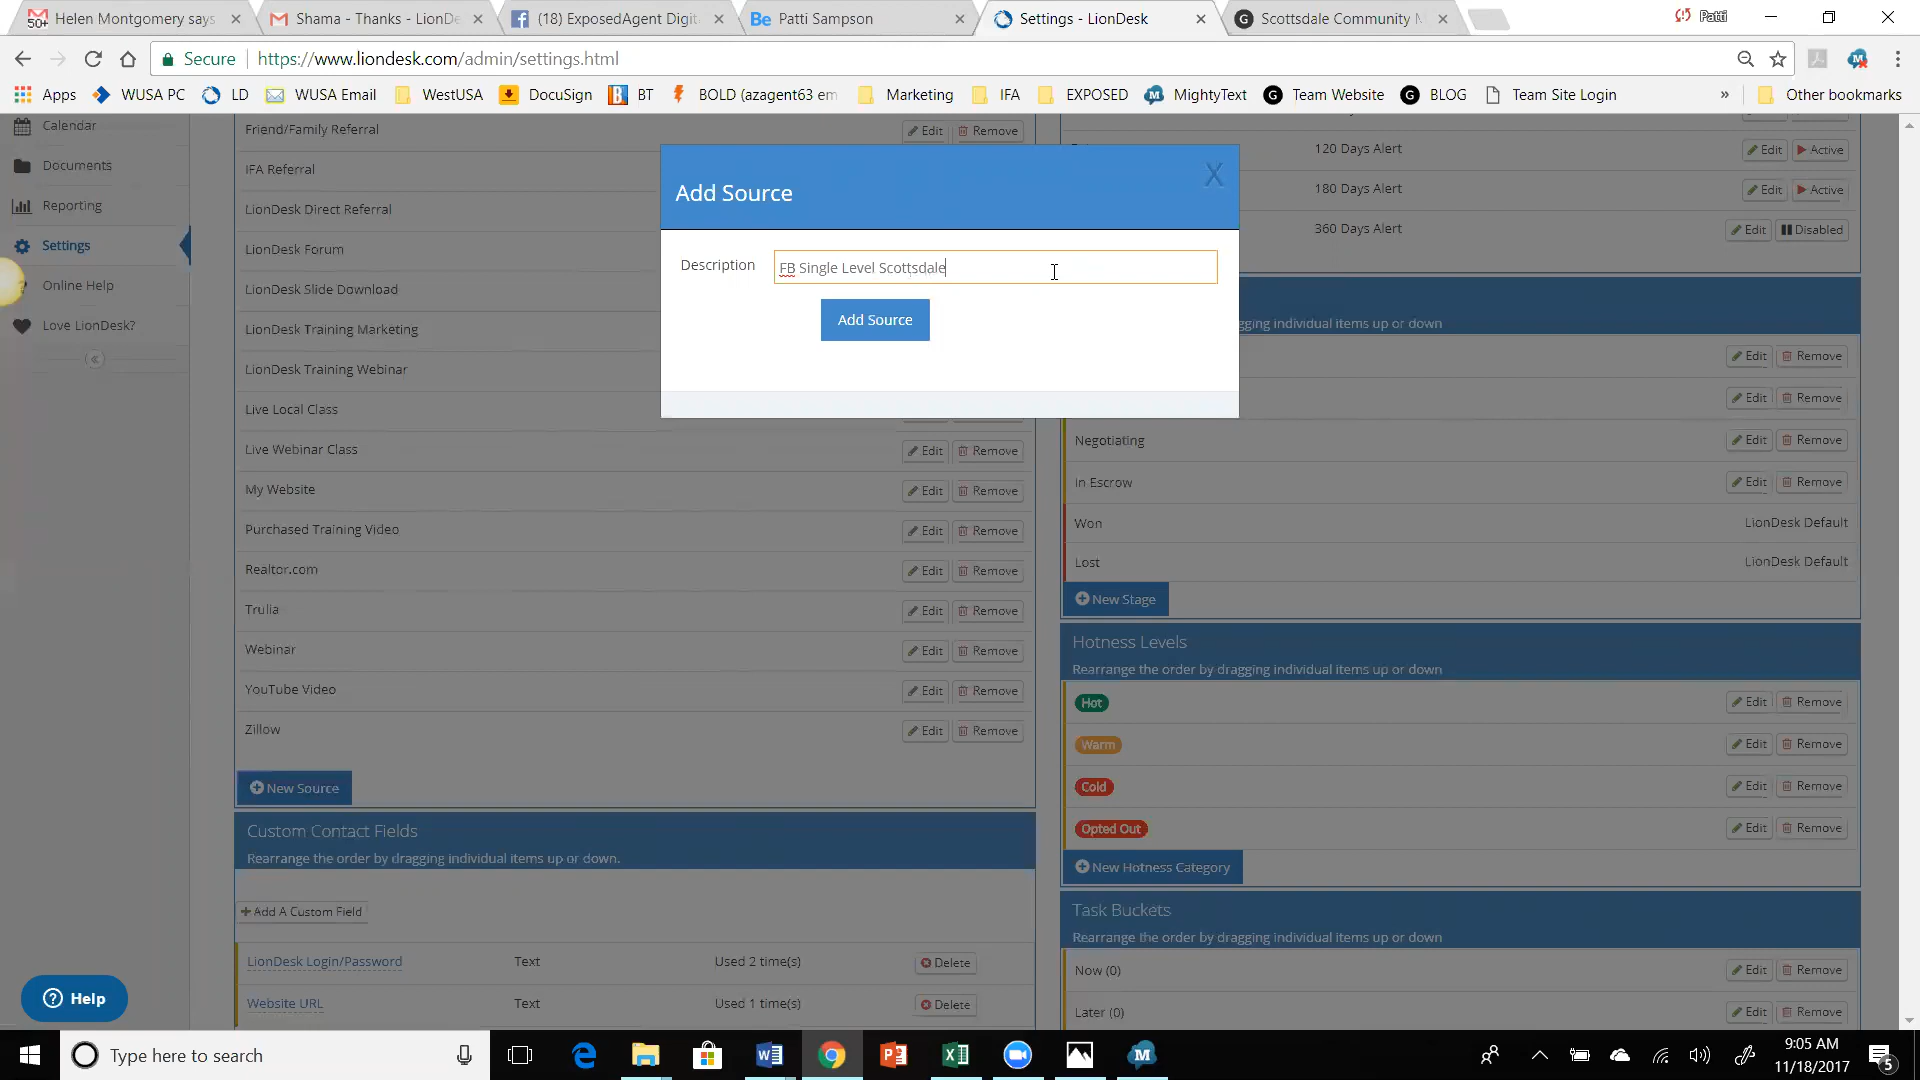 50+ Helen Montgomery says
Shama - Thanks - LionDe
(18) ExposedAgent Digit
Be Patti Sampson
Settings - LionDesk
G Scottsdale Community
Patti
Secure https://www.liondesk.com/admin/settings.html
Apps WUSA PC LD WUSA Email WestUSA DocuSign BT BOLD (azagent63 em Marketing IFA EXPOSED MightyText Team Website BLOG Team Site Login » Other bookmarks
Calendar
Documents
Reporting
Settings
Online Help
Love LionDesk?
Friend/Family Referral Edit Remove
IFA Referral
LionDesk Direct Referral
LionDesk Forum
LionDesk Slide Download
LionDesk Training Marketing
LionDesk Training Webinar
Live Local Class
Live Webinar Class Edit Remove
My Website Edit Remove
Purchased Training Video Edit Remove
Realtor.com Edit Remove
Trulia Edit Remove
Webinar Edit Remove
YouTube Video Edit Remove
Zillow Edit Remove
New Source
Custom Contact Fields
Rearrange the order by dragging individual items up or down.
Add A Custom Field
LionDesk Login/Password Text Used 2 time(s) Delete
Website URL Text Used 1 time(s) Delete
Add Source
X
Description FB Single Level Scottsdale
Add Source
120 Days Alert Edit Active
180 Days Alert Edit Active
360 Days Alert Edit Disabled
gging individual items up or down
Edit Remove
Edit Remove
Negotiating Edit Remove
In Escrow Edit Remove
Won LionDesk Default
Lost LionDesk Default
New Stage
Hotness Levels
Rearrange the order by dragging individual items up or down
Hot Edit Remove
Warm Edit Remove
Cold Edit Remove
Opted Out Edit Remove
New Hotness Category
Task Buckets
Rearrange the order by dragging individual items up or down
Now (0) Edit Remove
Later (0) Edit Remove
? Help
Type here to search
9:05 AM
11/18/2017
5